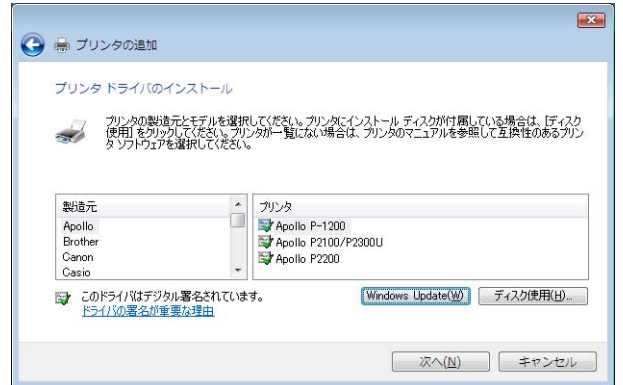 プリンタの追加
プリンタ ドライバのインストール
プリンタの製造元とモデルを選択してください。プリンタにインストール ディスクが付属している場合は、[ディスク
使用] をクリックしてください。プリンタが一覧にない場合は、プリンタのマニュアルを参照して互換性のあるプリン
タ ソフトウェアを選択してください。
製造元
Apollo
Brother
Canon
Casio
プリンタ
Apollo P-1200
Apollo P2100/P2300U
Apollo P2200
このドライバはデジタル署名されています。
ドライバの署名が重要な理由
Windows Update(W)
ディスク使用(H)...
次へ(N)
キャンセル